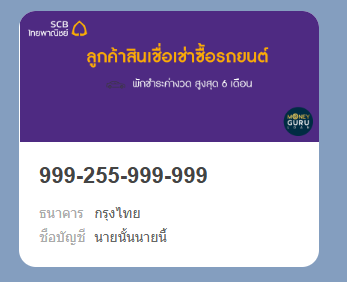 SCB
ไทยพาณิชย์
ลูกค้าสินเชื่อเช่าซื้อรถยนต์
พักชำระค่างวด สูงสุด 6 เดือน
MONEY
GURU
LOAN
999-255-999-999
ธนาคาร กรุงไทย
ชื่อบัญชี นายนั้นนายนี้